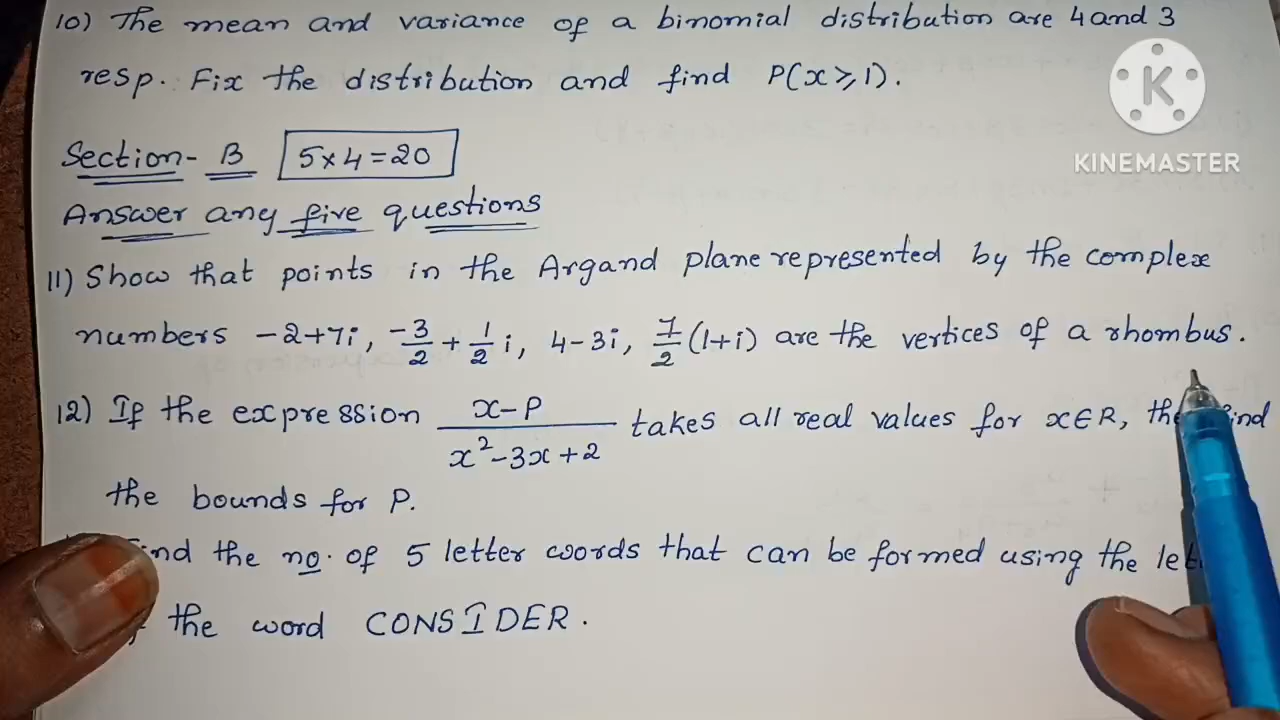 10) The mean and variance of a binomial distribution are 4 and 3
resp. Fix the distribution and find P(x⩾1).
K
KINEMASTER
Section- B 5×4=20
Answer any five questions
11) Show that points in the Argand plane represented by the complex
numbers -2+7i, -3/2 + 1/2 i, 4-3i, 7/2 (1+i) are the vertices of a rhombus.
12) If the expression x-P / x²-3x+2 takes all real values for x∈R, find
the bounds for P.
the no. of 5 letter words that can be formed using the
the word CONSIDER.